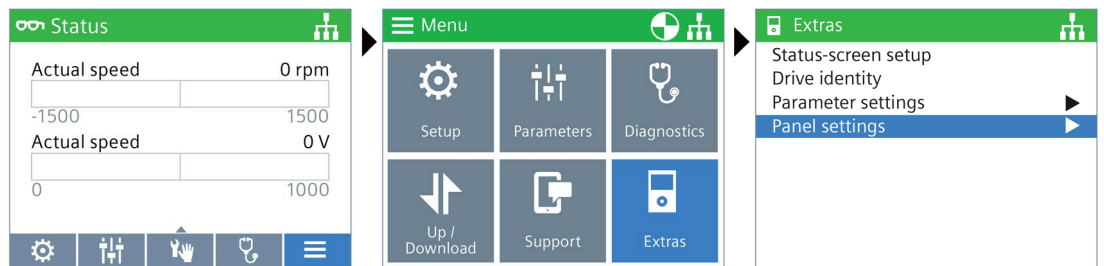 Status
Actual speed 0 rpm
-1500 1500
Actual speed 0 V
0 1000
Menu
Setup Parameters Diagnostics
Up /
Download Support Extras
Extras
Status-screen setup
Drive identity
Parameter settings
Panel settings